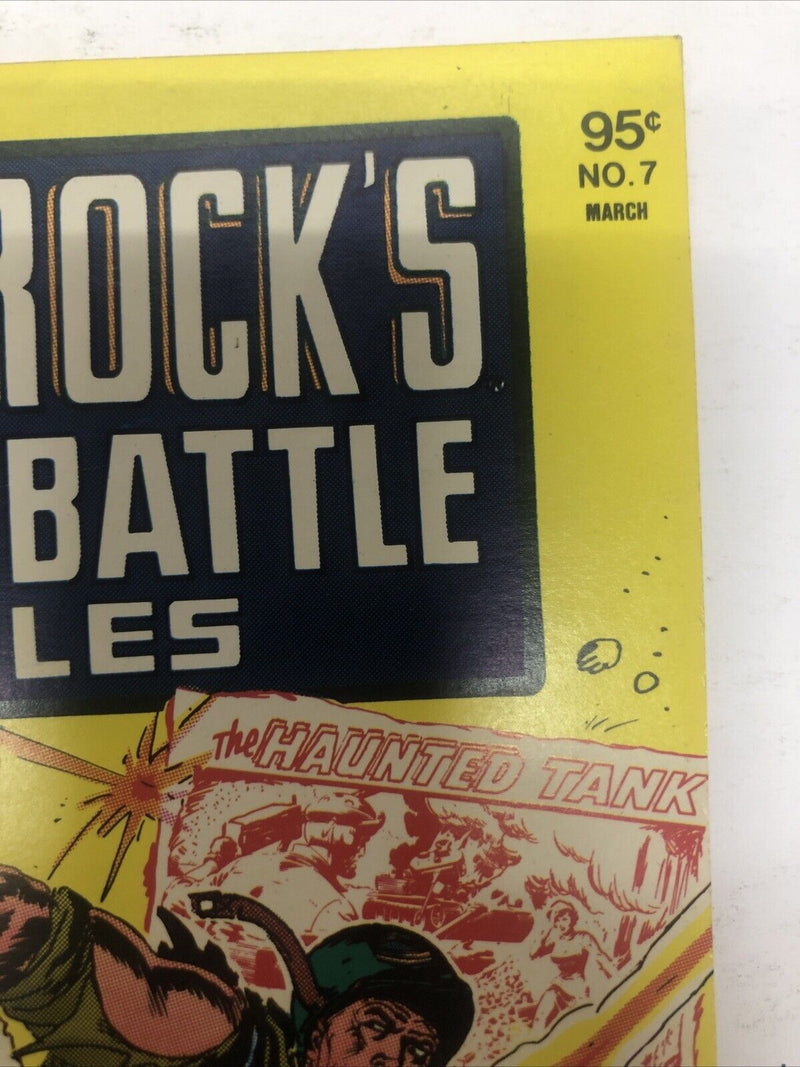 95¢
NO. 7
MARCH
ROCK'S
BATTLE
LES
The HAUNTED TANK